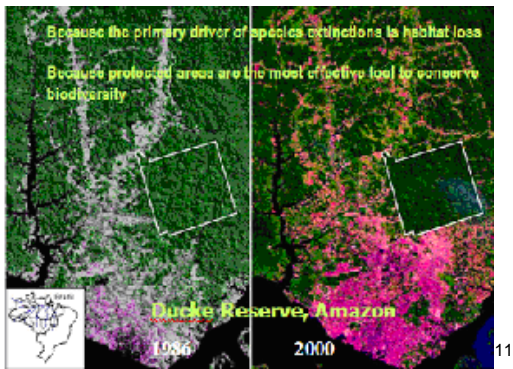 Because the primary driver of species extinctions is habitat loss
Because protected areas are the most effective tool to conserve
biodiversity
Ducke Reserve, Amazon
1986
2000
11